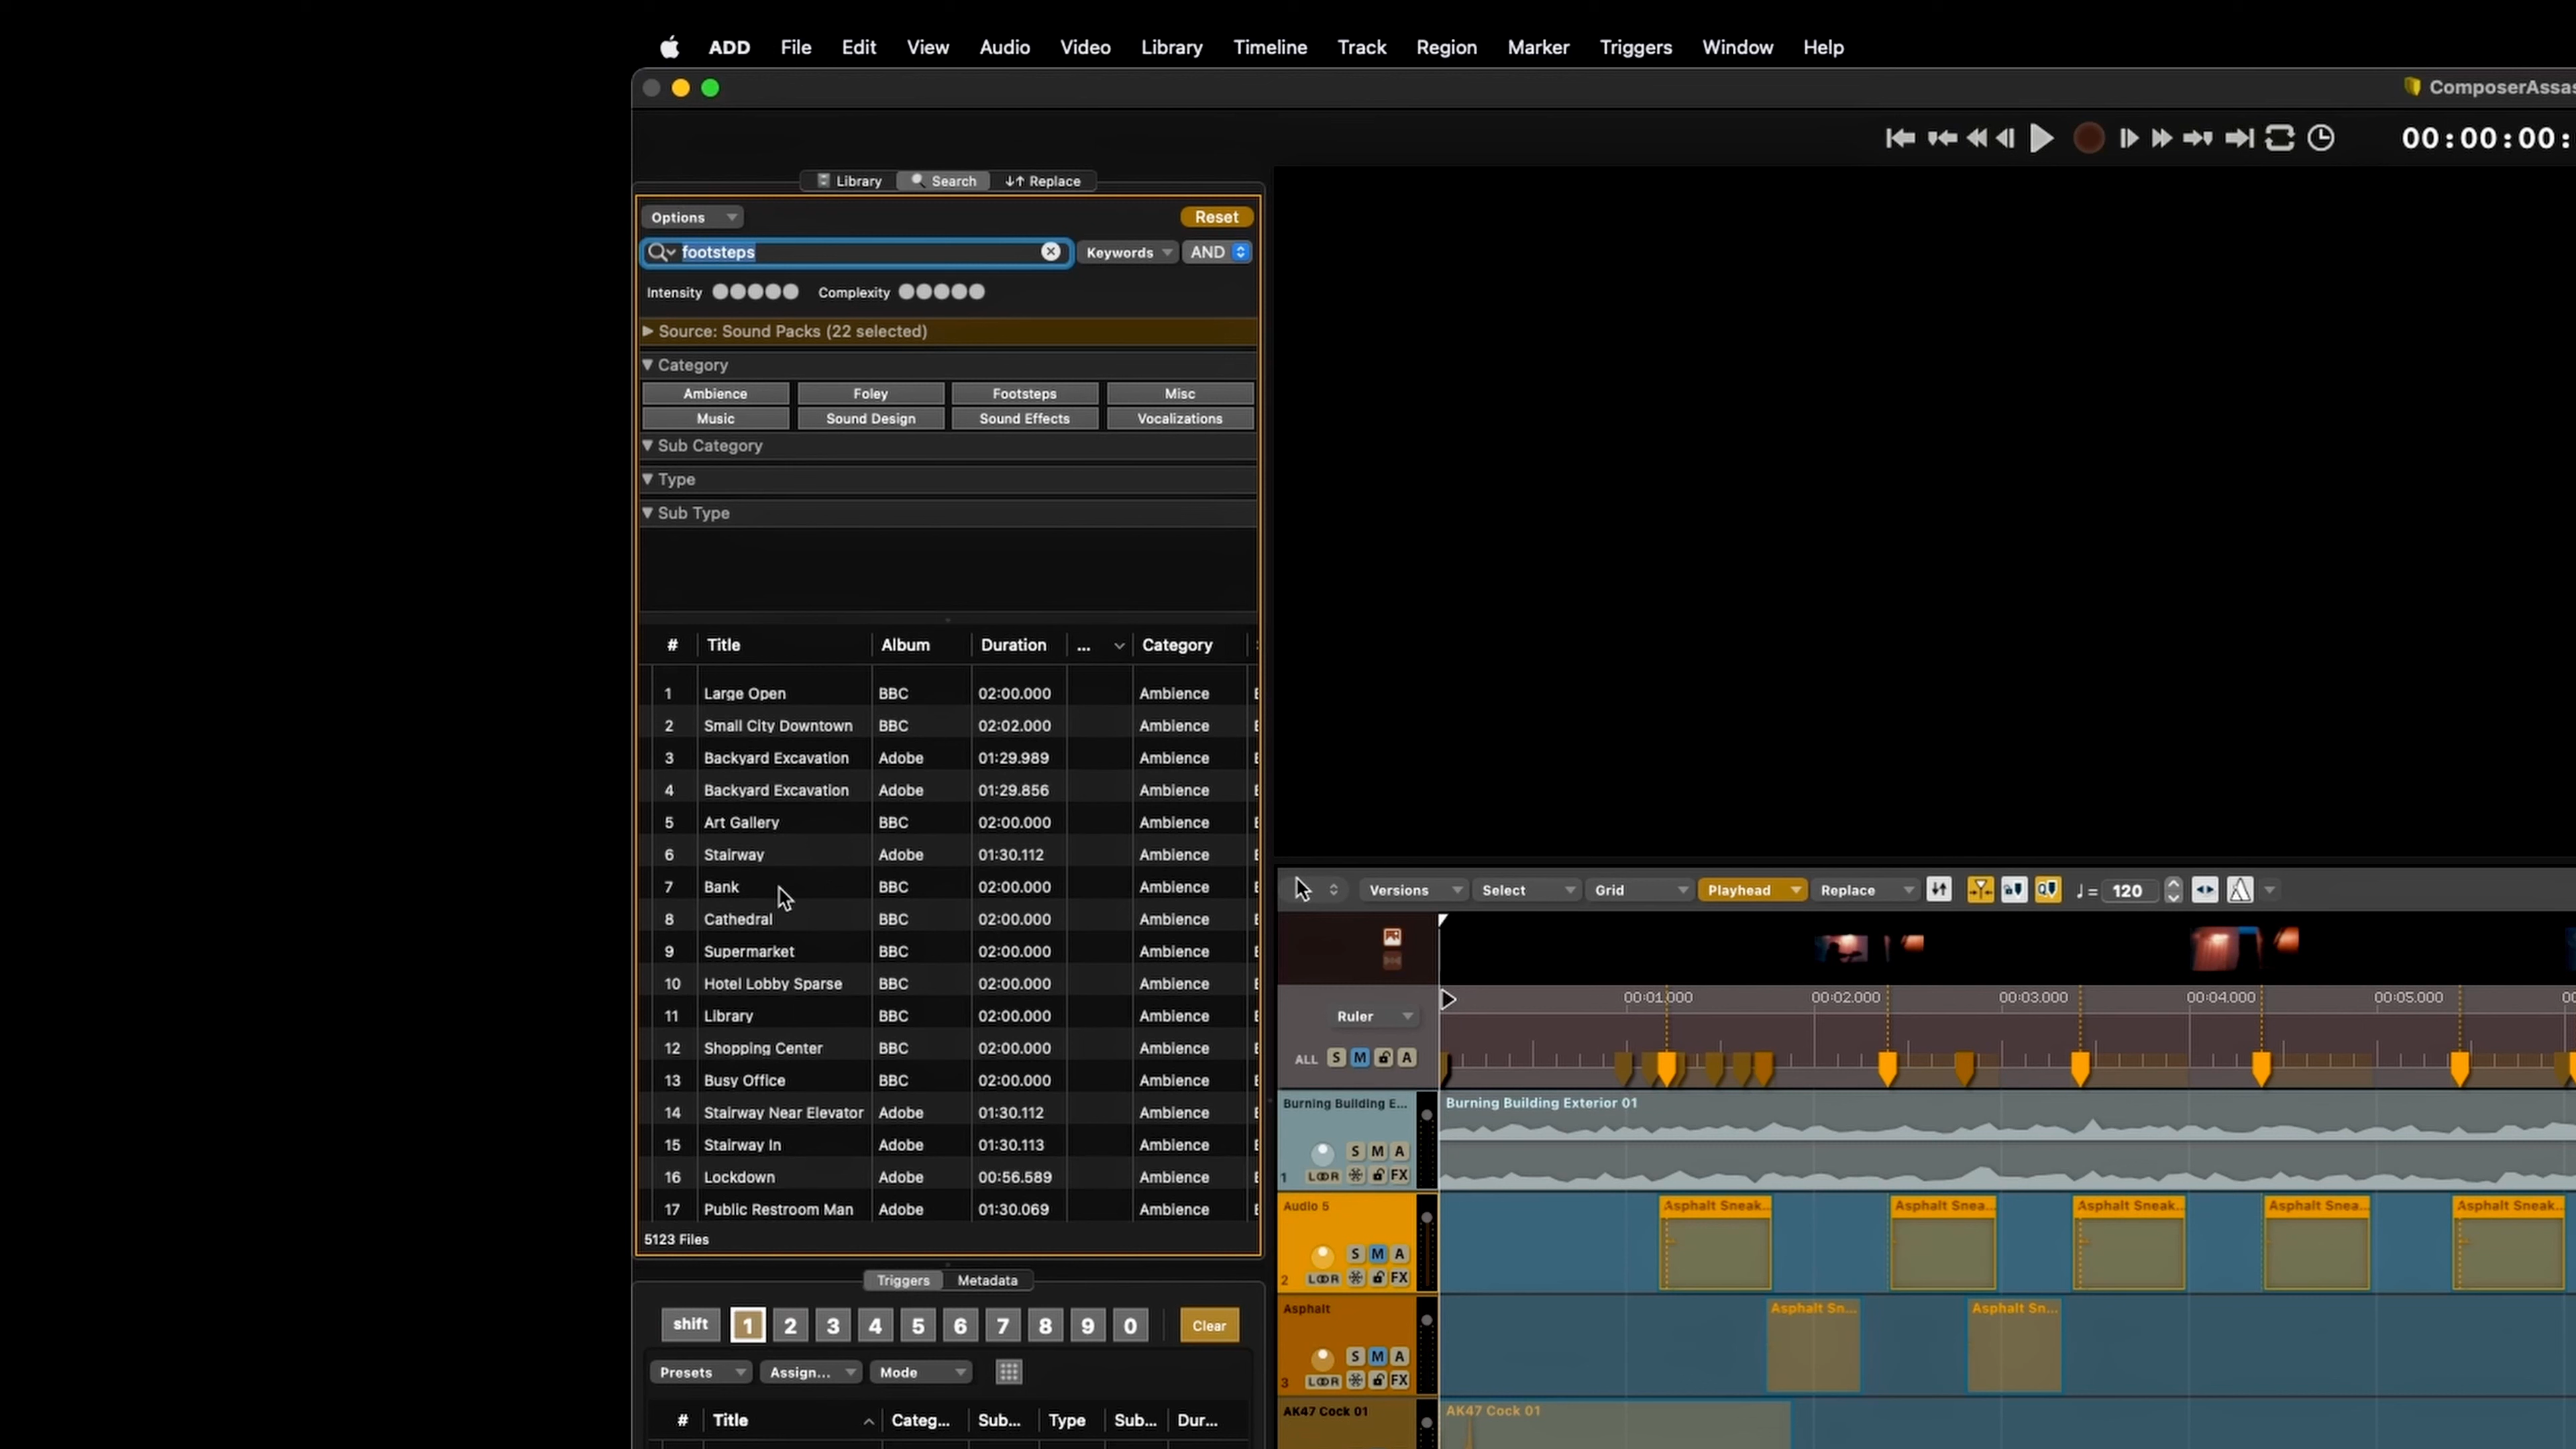 ADD File Edit View Audio Video Library Timeline Track Region Marker Triggers Window Help
ComposerAssas
00:00:00:
Library Search Replace
Options Reset
footsteps Keywords AND
Intensity Complexity
Source: Sound Packs (22 selected)
Category
Ambience Foley Footsteps Misc
Music Sound Design Sound Effects Vocalizations
Sub Category
Type
Sub Type
# Title Album Duration ... Category
1 Large Open BBC 02:00.000 Ambience
2 Small City Downtown BBC 02:02.000 Ambience
3 Backyard Excavation Adobe 01:29.989 Ambience
4 Backyard Excavation Adobe 01:29.856 Ambience
5 Art Gallery BBC 02:00.000 Ambience
6 Stairway Adobe 01:30.112 Ambience
7 Bank BBC 02:00.000 Ambience
8 Cathedral BBC 02:00.000 Ambience
9 Supermarket BBC 02:00.000 Ambience
10 Hotel Lobby Sparse BBC 02:00.000 Ambience
11 Library BBC 02:00.000 Ambience
12 Shopping Center BBC 02:00.000 Ambience
13 Busy Office BBC 02:00.000 Ambience
14 Stairway Near Elevator Adobe 01:30.112 Ambience
15 Stairway In Adobe 01:30.113 Ambience
16 Lockdown Adobe 00:56.589 Ambience
17 Public Restroom Man Adobe 01:30.069 Ambience
5123 Files
Triggers Metadata
shift 1 2 3 4 5 6 7 8 9 0 Clear
Presets Assign... Mode
# Title Categ... Sub... Type Sub... Dur...
Versions Select Grid Playhead Replace = 120
00:01.000 00:02.000 00:03.000 00:04.000 00:05.000
Ruler
ALL S M A
Burning Building E... Burning Building Exterior 01
S M A
1 FX
Audio 5 Asphalt Sneak... Asphalt Snea... Asphalt Sneak... Asphalt Snea... Asphalt Sneak...
S M A
2 FX
Asphalt Asphalt Sn... Asphalt Sn...
S M A
3 FX
AK47 Cock 01 AK47 Cock 01